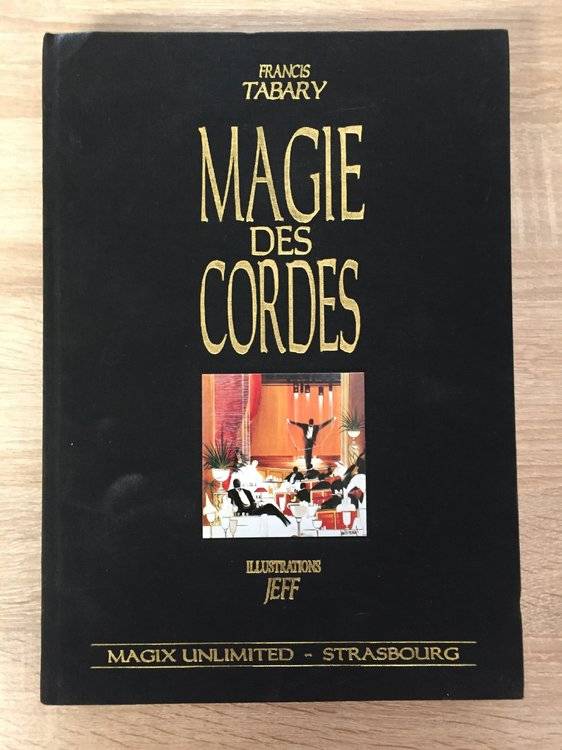 FRANCIS
TABARY
MAGIE
DES
CORDES
ILLUSTRATIONS
JEFF
MAGIX UNLIMITED - STRASBOURG